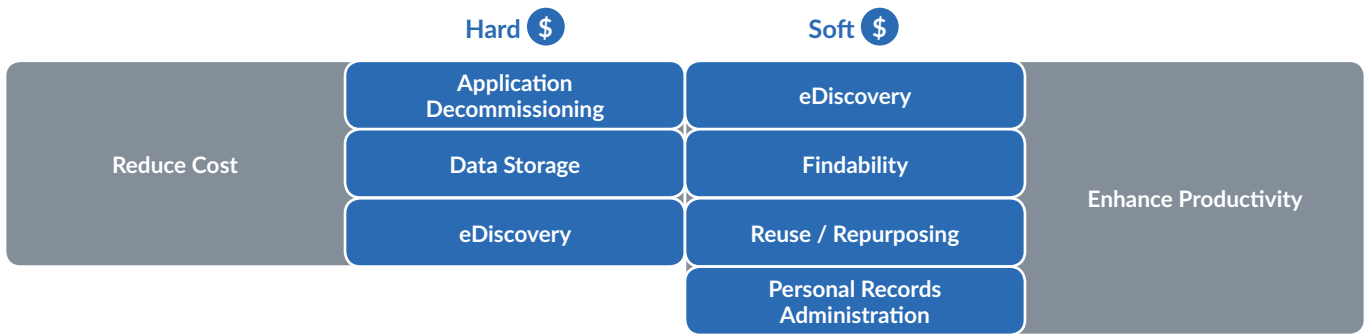 Hard $
Soft $
Reduce Cost
Application
Decommissioning
Data Storage
eDiscovery
eDiscovery
Findability
Reuse / Repurposing
Personal Records
Administration
Enhance Productivity